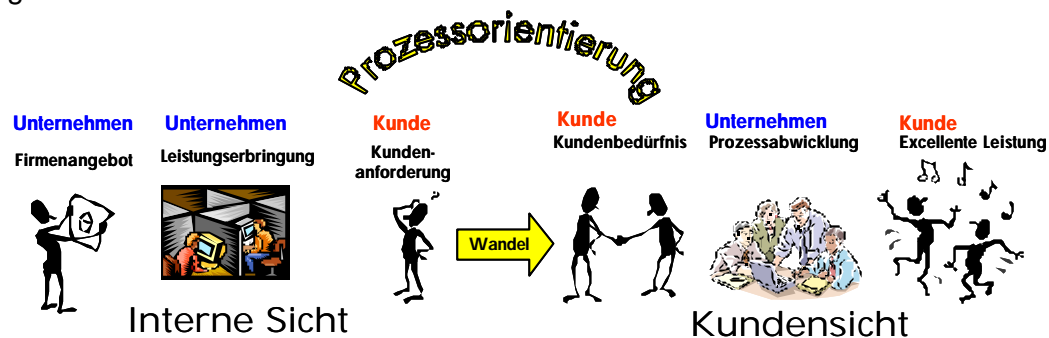 g
Prozessorientierung
Unternehmen
Firmenangebot
Unternehmen
Leistungserbringung
Kunde
Kunden-
anforderung
Wandel
Kunde
Kundenbedürfnis
Unternehmen
Prozessabwicklung
Kunde
Excellente Leistung
Interne Sicht
Kundensicht